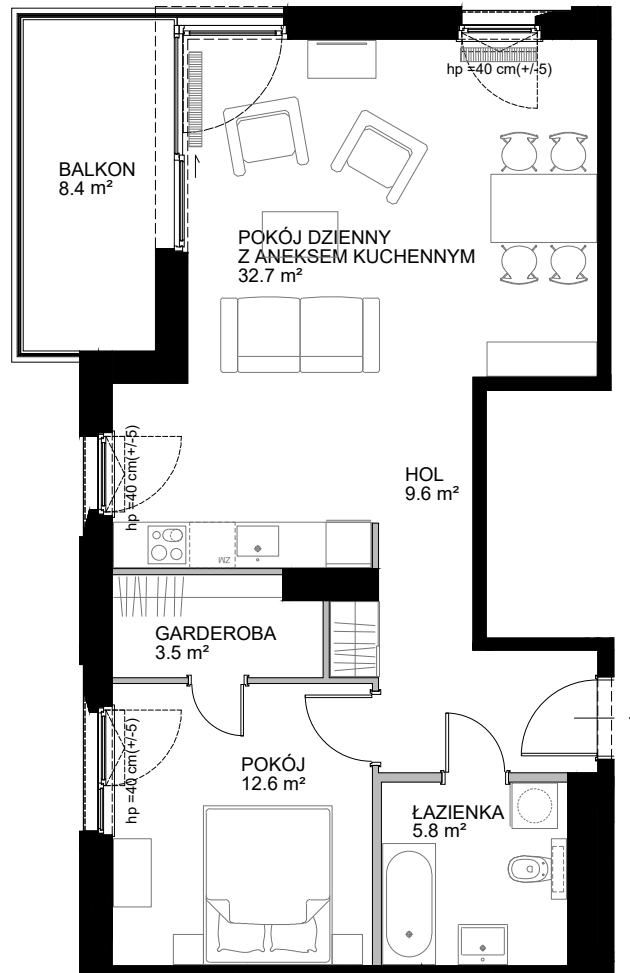 hp =40 cm(+/-5)
BALKON
8.4 m²
POKÓJ DZIENNY
Z ANEKSEM KUCHENNYM
32.7 m²
hp =40 cm(+/-5)
HOL
9.6 m²
ZM
GARDEROBA
3.5 m²
hp =40 cm(+/-5)
POKÓJ
12.6 m²
ŁAZIENKA
5.8 m²